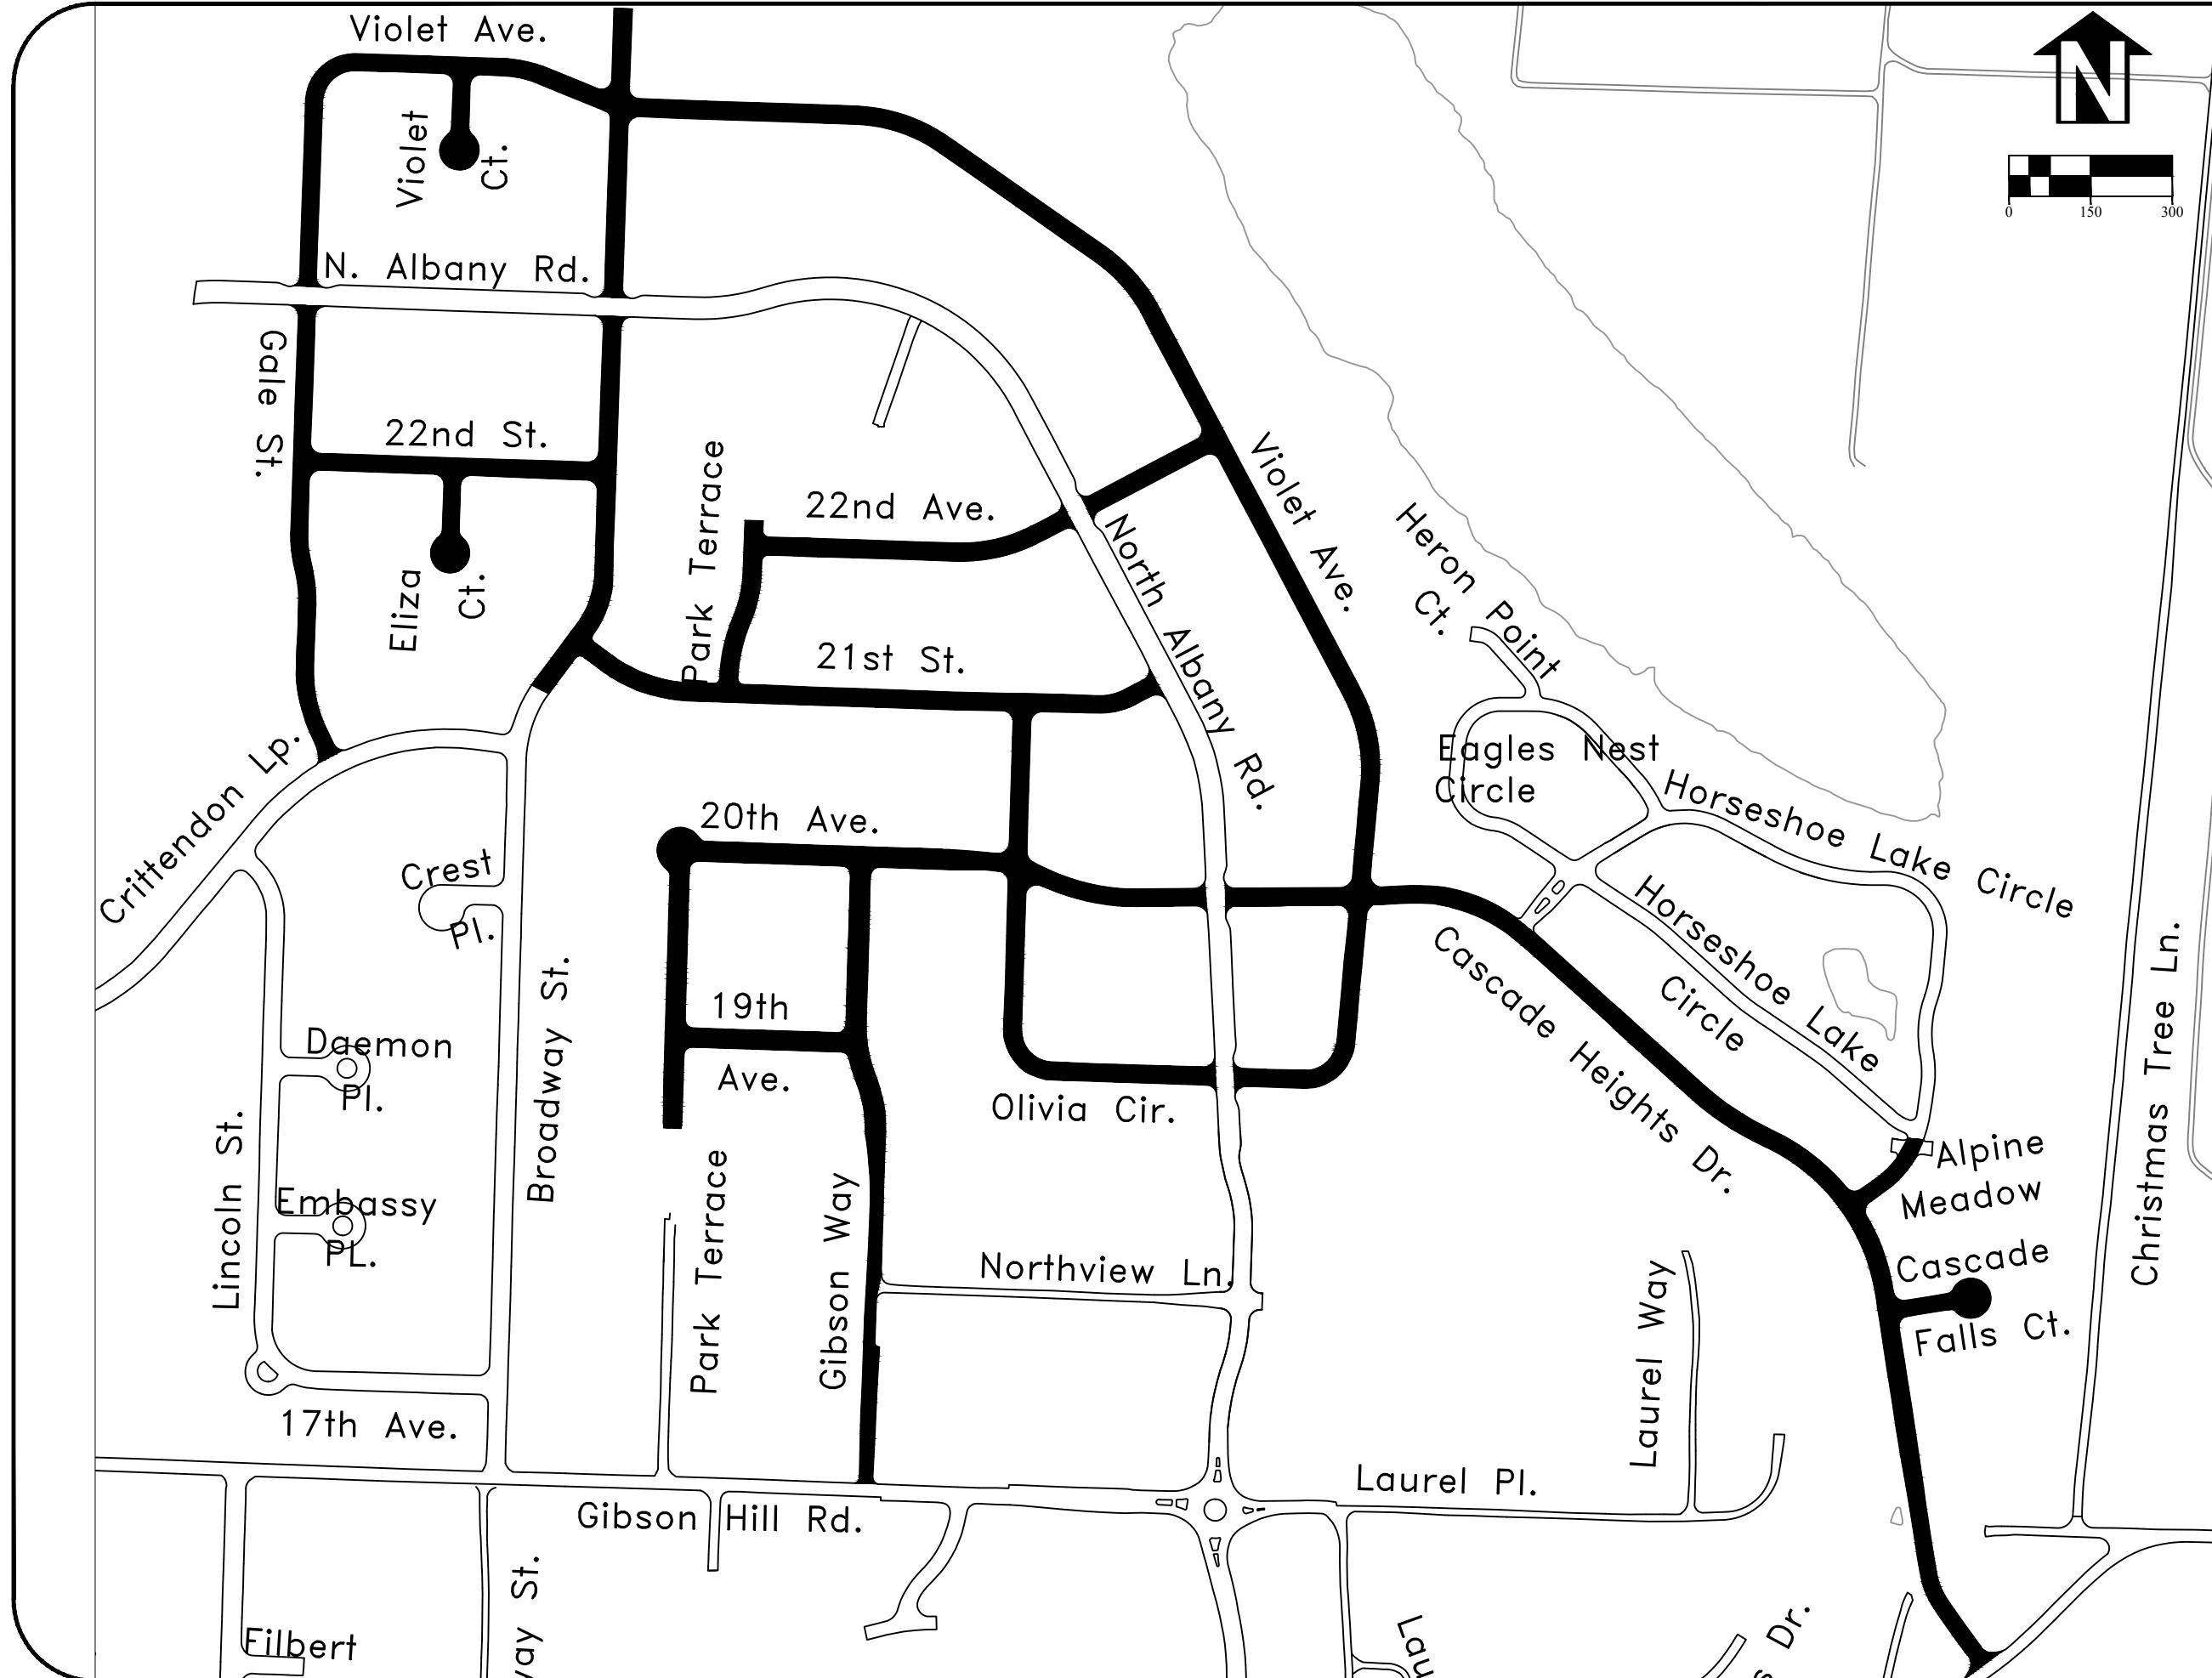 Violet Ave.
N
Violet
Ct.
0 150 300
N. Albany Rd.
Gale St.
22nd St.
Park Terrace
22nd Ave.
Violet Ave.
North Albany Rd.
Heron Point
Ct.
Eliza
Ct.
21st St.
Eagles Nest
Circle
Crittendon Lp.
20th Ave.
Horseshoe Lake Circle
Crest
Pl.
Horseshoe Lake
Circle
Cascade Heights Dr.
Christmas Tree Ln.
Broadway St.
19th
Ave.
Daemon
Pl.
Olivia Cir.
Lincoln St.
Alpine
Meadow
Embassy
PL.
Park Terrace
Gibson Way
Northview Ln.
Cascade
Falls Ct.
Laurel Way
17th Ave.
Laurel Pl.
Gibson Hill Rd.
way St.
Filbert
Lau
s Dr.